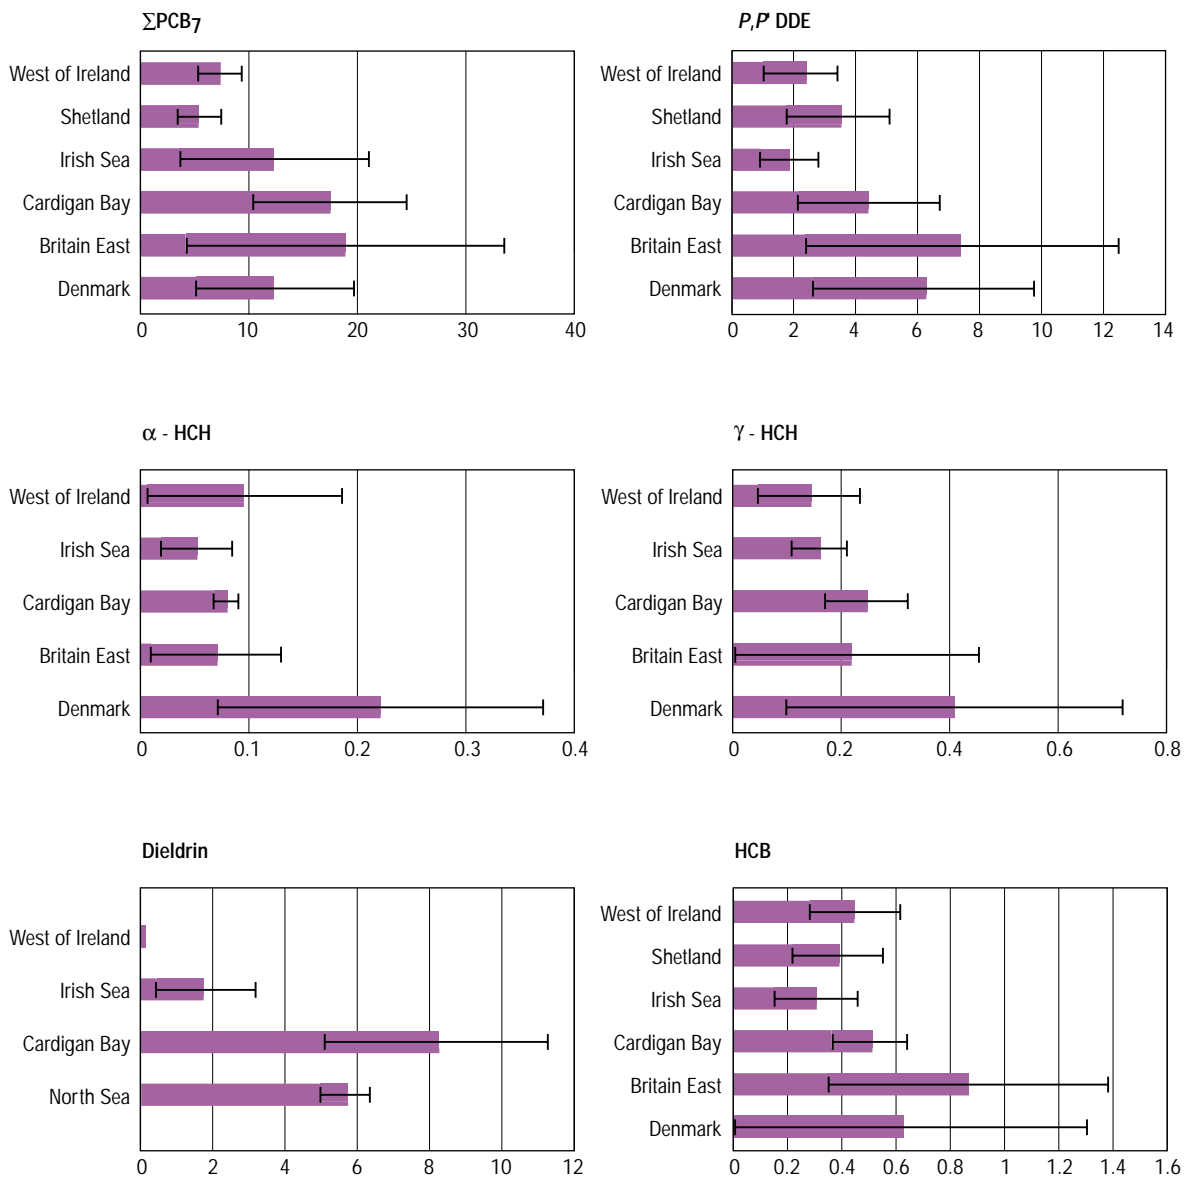 ΣPCB7
West of Ireland
Shetland
Irish Sea
Cardigan Bay
Britain East
Denmark
0 10 20 30 40
P,P' DDE
West of Ireland
Shetland
Irish Sea
Cardigan Bay
Britain East
Denmark
0 2 4 6 8 10 12 14
α - HCH
West of Ireland
Irish Sea
Cardigan Bay
Britain East
Denmark
0 0.1 0.2 0.3 0.4
γ - HCH
West of Ireland
Irish Sea
Cardigan Bay
Britain East
Denmark
0 0.2 0.4 0.6 0.8
Dieldrin
West of Ireland
Irish Sea
Cardigan Bay
North Sea
0 2 4 6 8 10 12
HCB
West of Ireland
Shetland
Irish Sea
Cardigan Bay
Britain East
Denmark
0 0.2 0.4 0.6 0.8 1 1.2 1.4 1.6